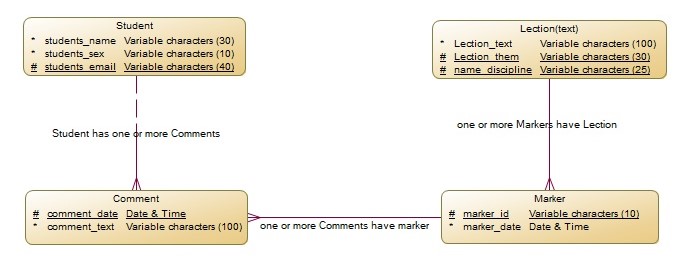 Student
* students_name Variable characters (30)
* students_sex Variable characters (10)
# students_email Variable characters (40)
Lection(text)
* Lection_text Variable characters (100)
# Lection_them Variable characters (30)
# name_discipline Variable characters (25)
Student has one or more Comments
one or more Markers have Lection
Comment
# comment_date Date & Time
* comment_text Variable characters (100)
one or more Comments have marker
Marker
# marker_id Variable characters (10)
* marker_date Date & Time